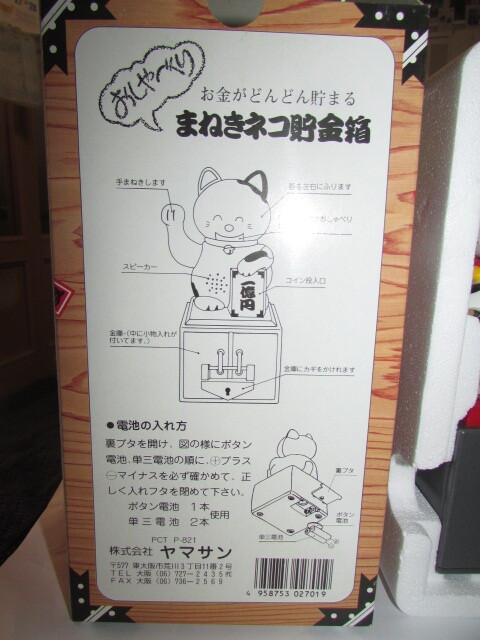 おしゃべり
お金がどんどん貯まる
まねきネコ貯金箱
手まねきします
首を左右にふります
おしゃべり
スピーカー
コイン投入口
一億円
金庫-(中に小物入れが
付いてます.)
金庫にカギをかけれます
●電池の入れ方
裏ブタを開け、図の様にボタン
電池、単三電池の順に、⊕プラス
⊖マイナスを必ず確かめて、正
しく入れフタを閉めて下さい。
ボタン電池 1本
単三電池 2本
使用
裏ブタ
ボタン
電池
単三電池
PCT P-821
株式会社 ヤマサン
〒577 東大阪市荒川3丁目11番2号
TEL 大阪 (06) 727-2435㈹
FAX 大阪 (06) 736-2569
4 958753 027019